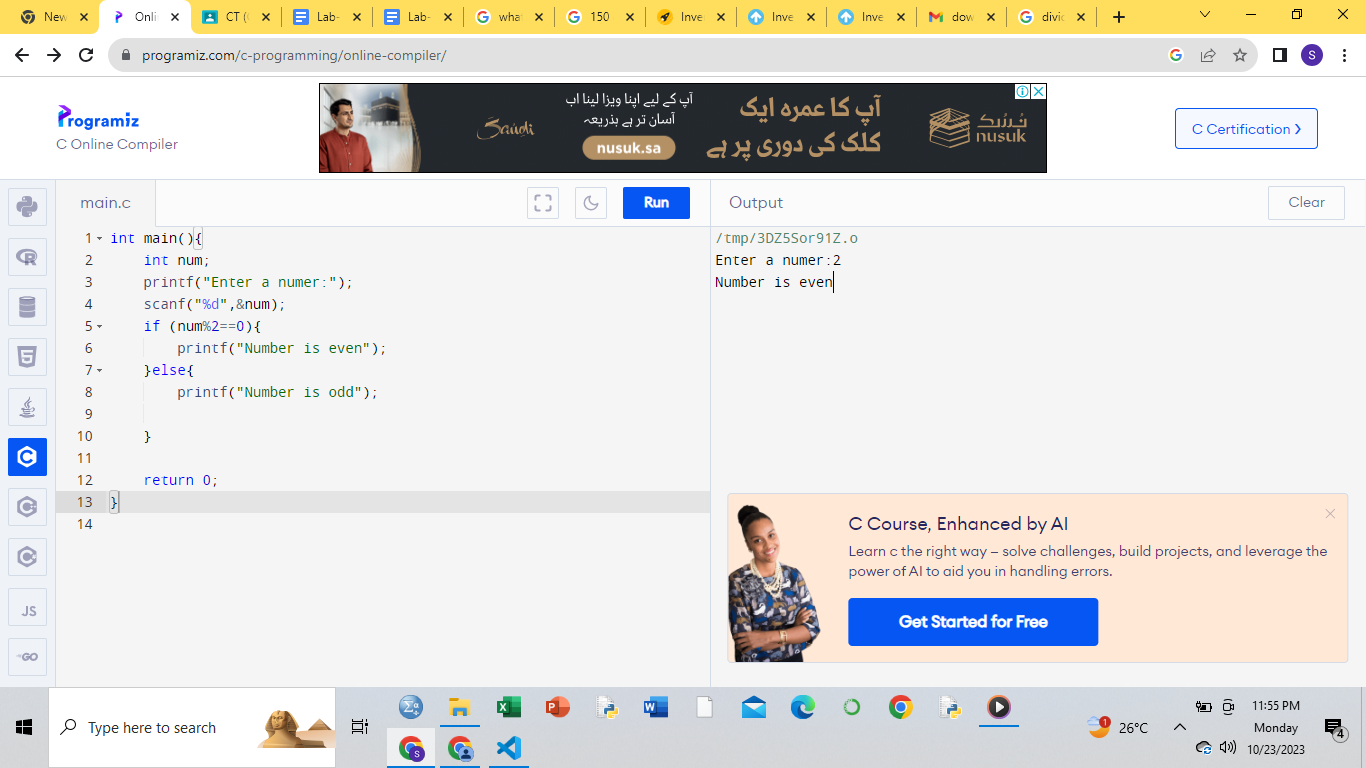 New
Onli
CT (
Lab-
Lab-
what
150
Inve
Inve
Inve
dow
divid
programiz.com/c-programming/online-compiler/
S
Programiz
C Online Compiler
آپ کے لیے اپنا ویزا لینا اب
آسان تر ہے بذریعہ
nusuk.sa
Saudi
آپ کا عمرہ ایک
کلک کی دوری پر ہے
نُسُك
nusuk
C Certification
main.c
Run
Output
Clear
1 int main(){
2 int num;
3 printf("Enter a numer:");
4 scanf("%d",&num);
5 if (num%2==0){
6 printf("Number is even");
7 }else{
8 printf("Number is odd");
9
10 }
11
12 return 0;
13 }
14
/tmp/3DZ5Sor91Z.o
Enter a numer:2
Number is even
JS
GO
C Course, Enhanced by AI
Learn c the right way – solve challenges, build projects, and leverage the
power of AI to aid you in handling errors.
Get Started for Free
Type here to search
1
26°C
11:55 PM
Monday
10/23/2023
4